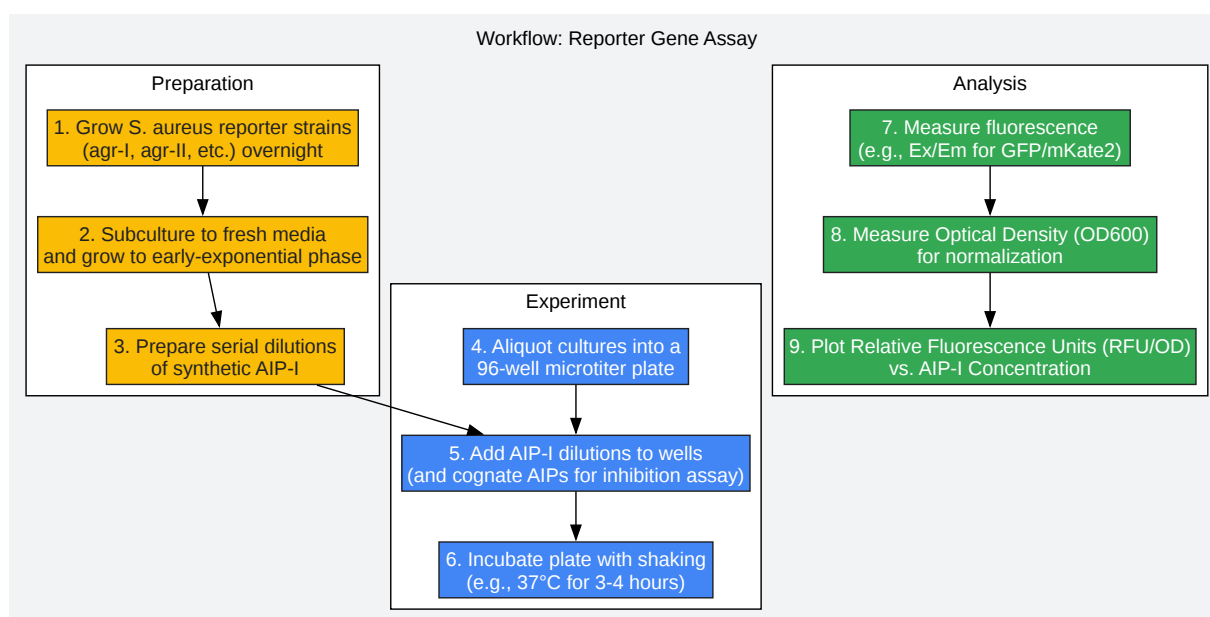 Workflow: Reporter Gene Assay
Preparation
1. Grow S. aureus reporter strains
(agr-I, agr-II, etc.) overnight
2. Subculture to fresh media
and grow to early-exponential phase
3. Prepare serial dilutions
of synthetic AIP-I
Experiment
4. Aliquot cultures into a
96-well microtiter plate
5. Add AIP-I dilutions to wells
(and cognate AIPs for inhibition assay)
6. Incubate plate with shaking
(e.g., 37°C for 3-4 hours)
Analysis
7. Measure fluorescence
(e.g., Ex/Em for GFP/mKate2)
8. Measure Optical Density (OD600)
for normalization
9. Plot Relative Fluorescence Units (RFU/OD)
vs. AIP-I Concentration